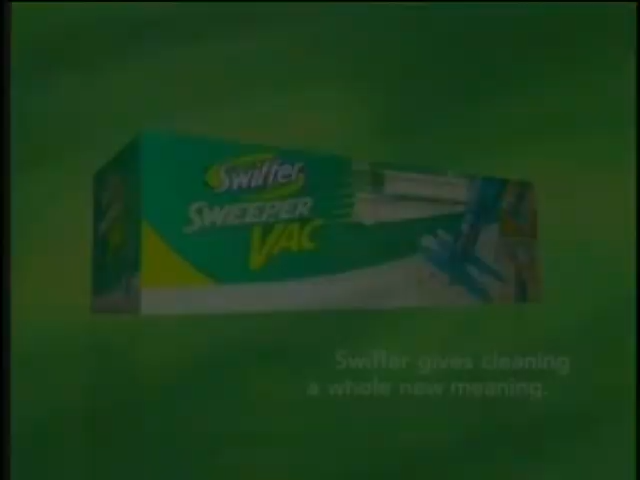 Swiffer
SWEEPER
VAC
Swiffer gives cleaning
a whole new meaning.